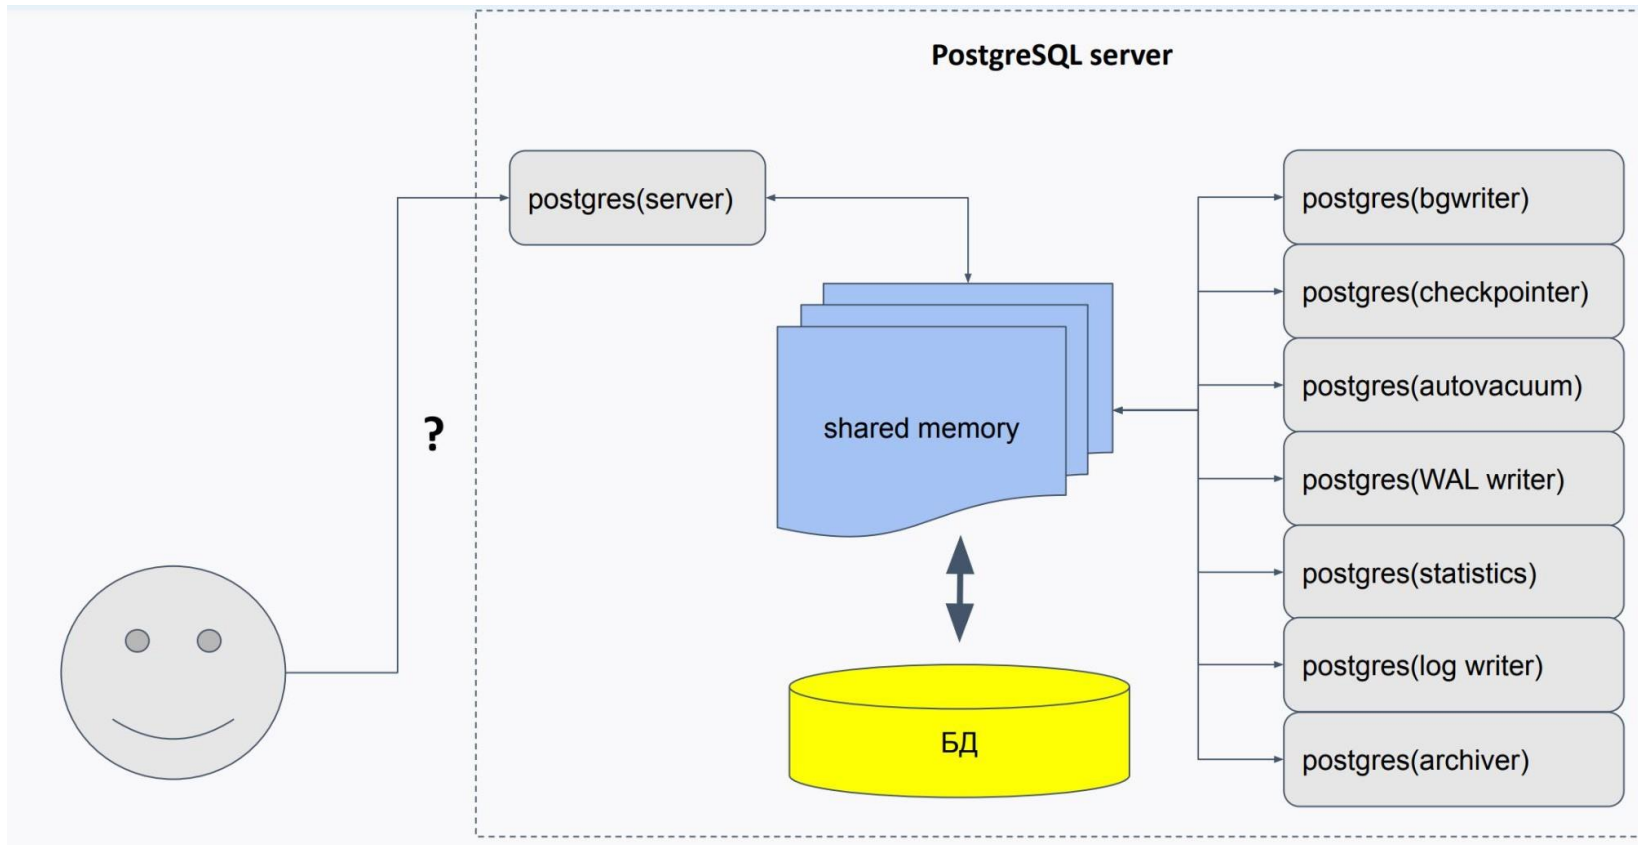 PostgreSQL server
postgres(server)
?
shared memory
БД
postgres(bgwriter)
postgres(checkpointer)
postgres(autovacuum)
postgres(WAL writer)
postgres(statistics)
postgres(log writer)
postgres(archiver)